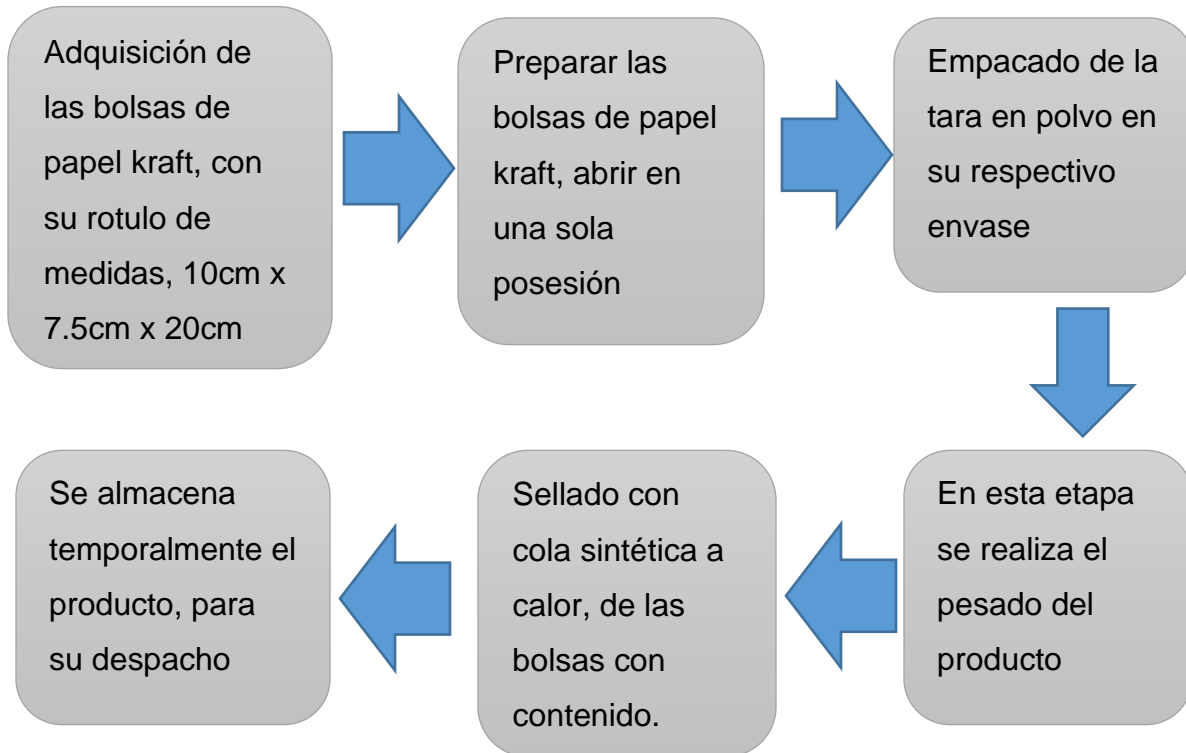 Adquisición de
las bolsas de
papel kraft, con
su rotulo de
medidas, 10cm x
7.5cm x 20cm
Preparar las
bolsas de papel
kraft, abrir en
una sola
posesión
Empacado de la
tara en polvo en
su respectivo
envase
En esta etapa
se realiza el
pesado del
producto
Sellado con
cola sintética a
calor, de las
bolsas con
contenido.
Se almacena
temporalmente el
producto, para
su despacho